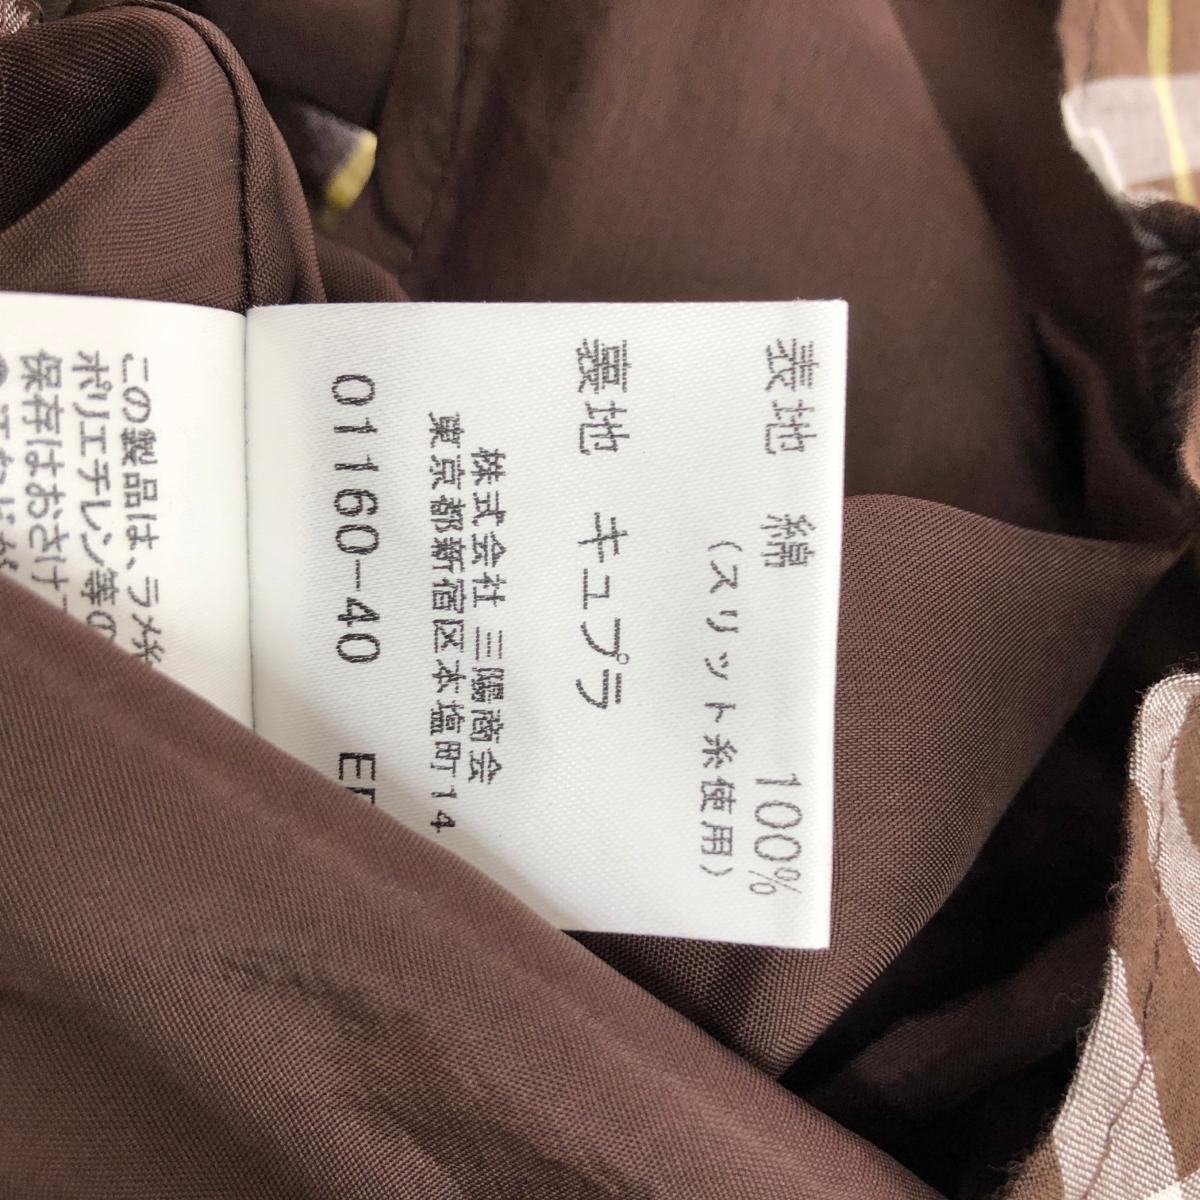 表地 綿 100%
(スリット糸使用)
裏地 キュプラ
株式会社 三陽商会
東京都新宿区本塩町14
01160-40
この製品は、ラメ糸
ポリエチレン等の
保存はおさけ